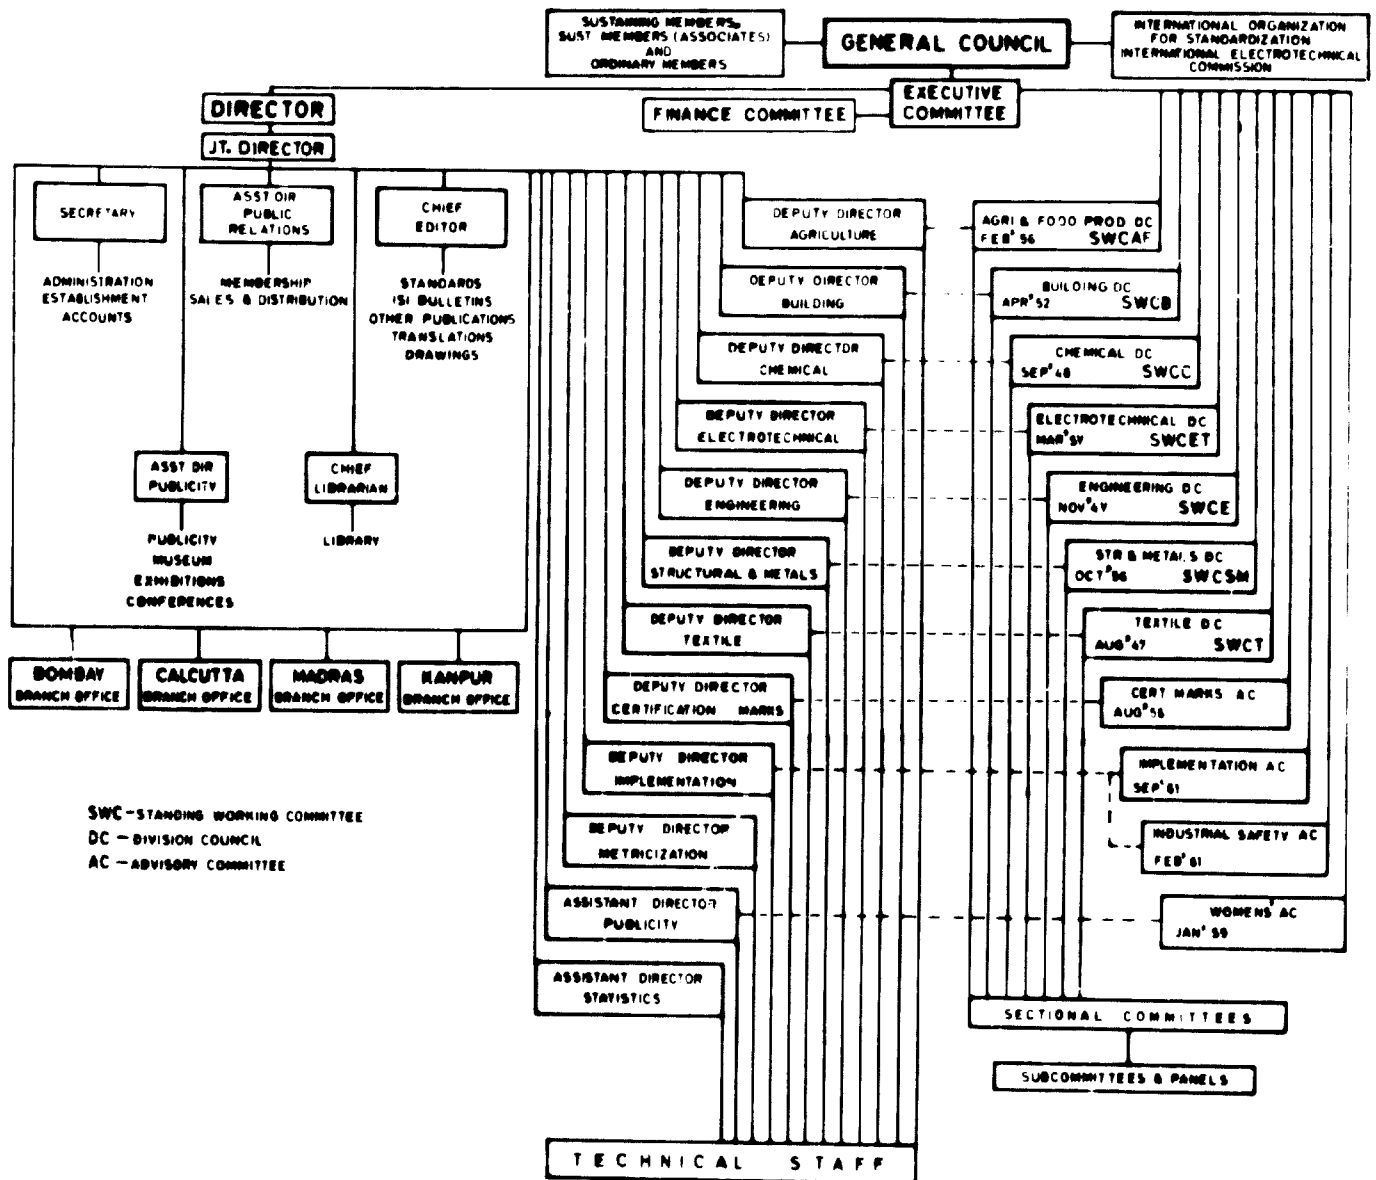 SUSTAINING MEMBERS,
SUST MEMBERS (ASSOCIATES)
AND
ORDINARY MEMBERS
GENERAL COUNCIL
INTERNATIONAL ORGANIZATION
FOR STANDARDIZATION
INTERNATIONAL ELECTROTECHNICAL
COMMISSION
EXECUTIVE
COMMITTEE
FINANCE COMMITTEE
DIRECTOR
JT. DIRECTOR
SECRETARY
ADMINISTRATION
ESTABLISHMENT
ACCOUNTS
ASST DIR
PUBLIC
RELATIONS
MEMBERSHIP
SALES & DISTRIBUTION
CHIEF
EDITOR
STANDARDS
ISI BULLETINS
OTHER PUBLICATIONS
TRANSLATIONS
DRAWINGS
ASST DIR
PUBLICITY
PUBLICITY
MUSEUM
EXHIBITIONS
CONFERENCES
CHIEF
LIBRARIAN
LIBRARY
BOMBAY
BRANCH OFFICE
CALCUTTA
BRANCH OFFICE
MADRAS
BRANCH OFFICE
KANPUR
BRANCH OFFICE
SWC - STANDING WORKING COMMITTEE
DC - DIVISION COUNCIL
AC - ADVISORY COMMITTEE
DEPUTY DIRECTOR
AGRICULTURE
DEPUTY DIRECTOR
BUILDING
DEPUTY DIRECTOR
CHEMICAL
DEPUTY DIRECTOR
ELECTROTECHNICAL
DEPUTY DIRECTOR
ENGINEERING
DEPUTY DIRECTOR
STRUCTURAL & METALS
DEPUTY DIRECTOR
TEXTILE
DEPUTY DIRECTOR
CERTIFICATION MARKS
DEPUTY DIRECTOR
IMPLEMENTATION
DEPUTY DIRECTOR
METRICIZATION
ASSISTANT DIRECTOR
PUBLICITY
ASSISTANT DIRECTOR
STATISTICS
TECHNICAL STAFF
AGRI & FOOD PROD DC
FEB' 56 SWCAF
BUILDING DC
APR' 52 SWCB
CHEMICAL DC
SEP' 48 SWCC
ELECTROTECHNICAL DC
SWCET
ENGINEERING DC
SWCE
STR & METALS DC
OCT' 56 SWCSM
TEXTILE DC
AUG' 47 SWCT
CERT MARKS AC
AUG' 56
IMPLEMENTATION AC
SEP' 61
INDUSTRIAL SAFETY AC
FEB' 61
WOMENS' AC
JAN' 59
SECTIONAL COMMITTEES
SUBCOMMITTEES & PANELS